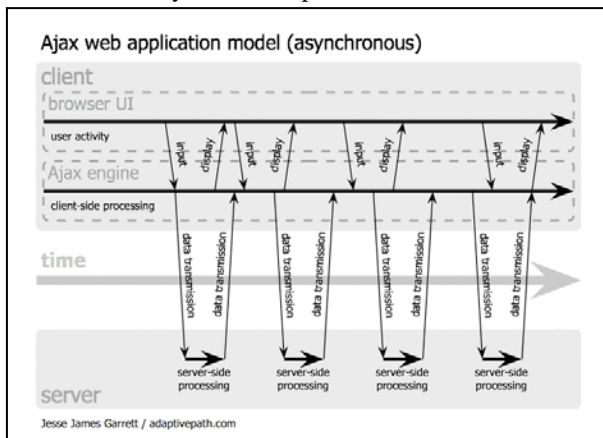 Ajax web application model (asynchronous)
client
browser UI
user activity
input
display
input
display
input
display
input
display
Ajax engine
client-side processing
data transmission
data transmission
data transmission
data transmission
data transmission
data transmission
data transmission
data transmission
time
server-side
processing
server-side
processing
server-side
processing
server-side
processing
server
Jesse James Garrett / adaptivepath.com